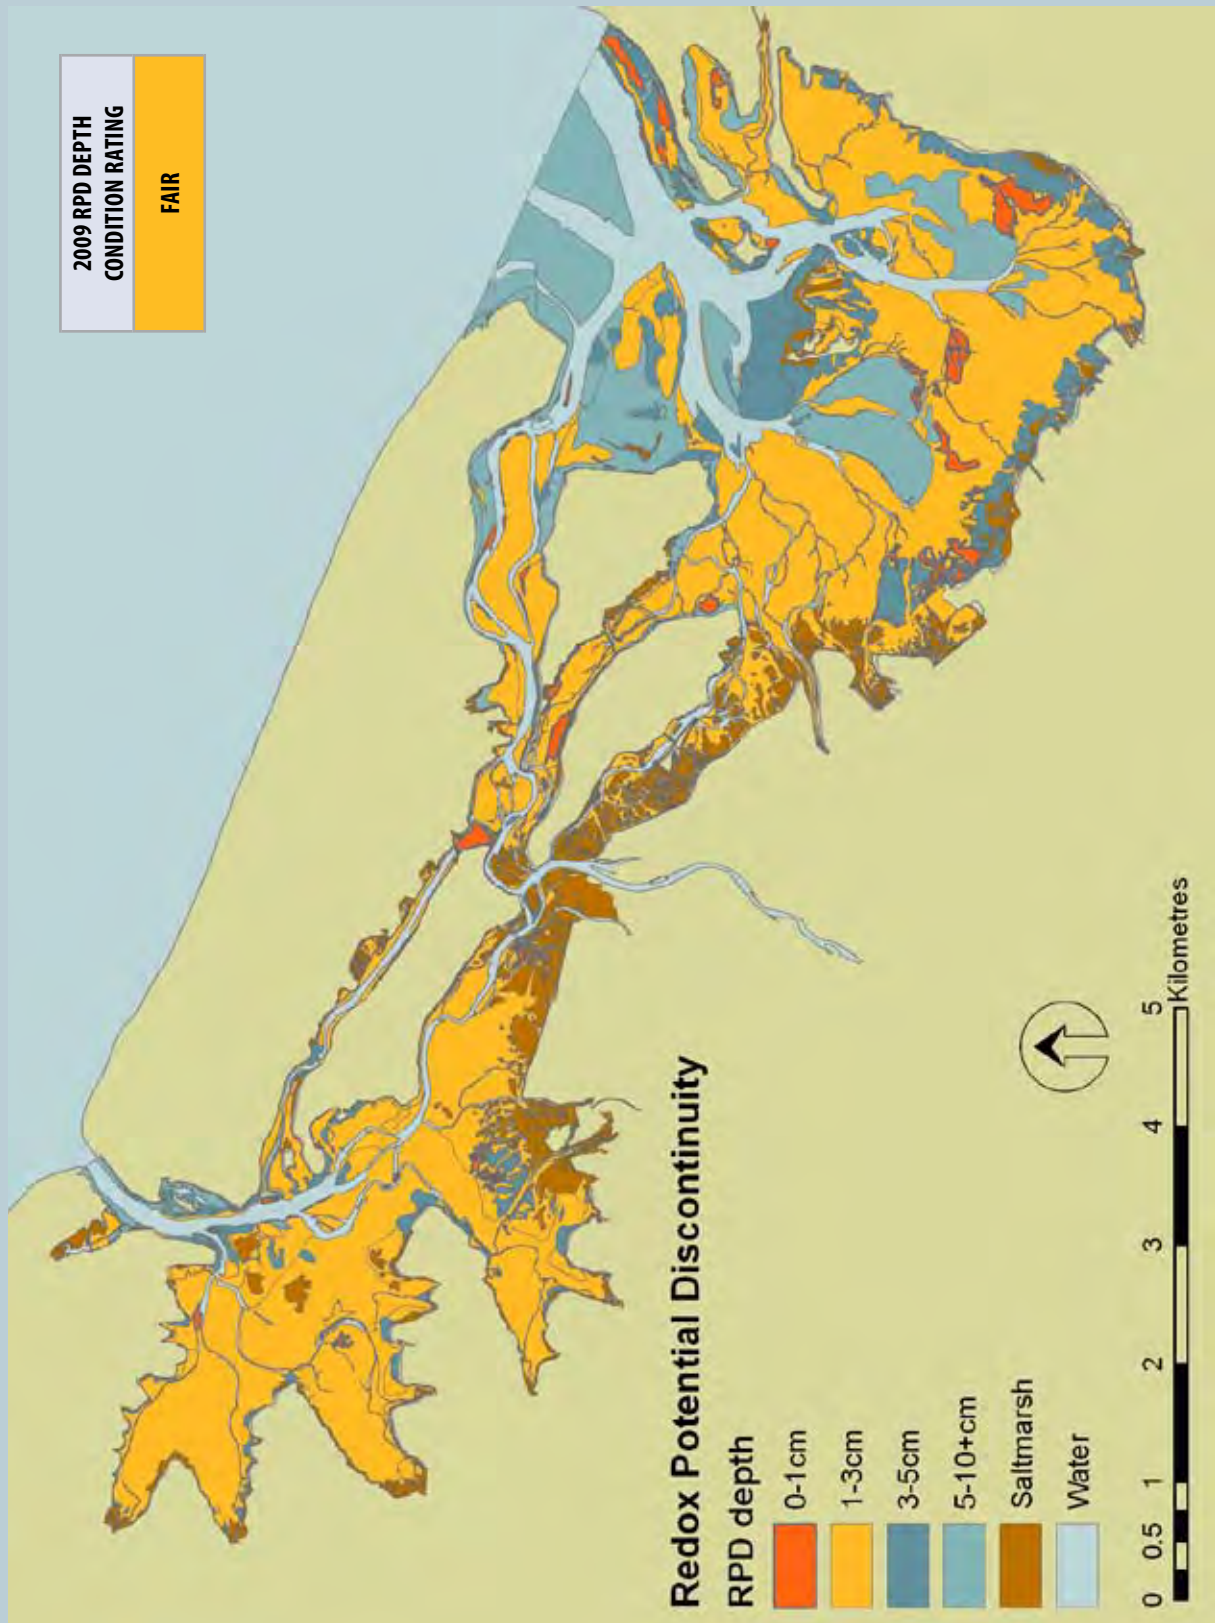 2009 RPD DEPTH
CONDITION RATING
FAIR
Redox Potential Discontinuity
RPD depth
0-1cm
1-3cm
3-5cm
5-10+cm
Saltmarsh
Water
0 0.5 1 2 3 4 5
Kilometres